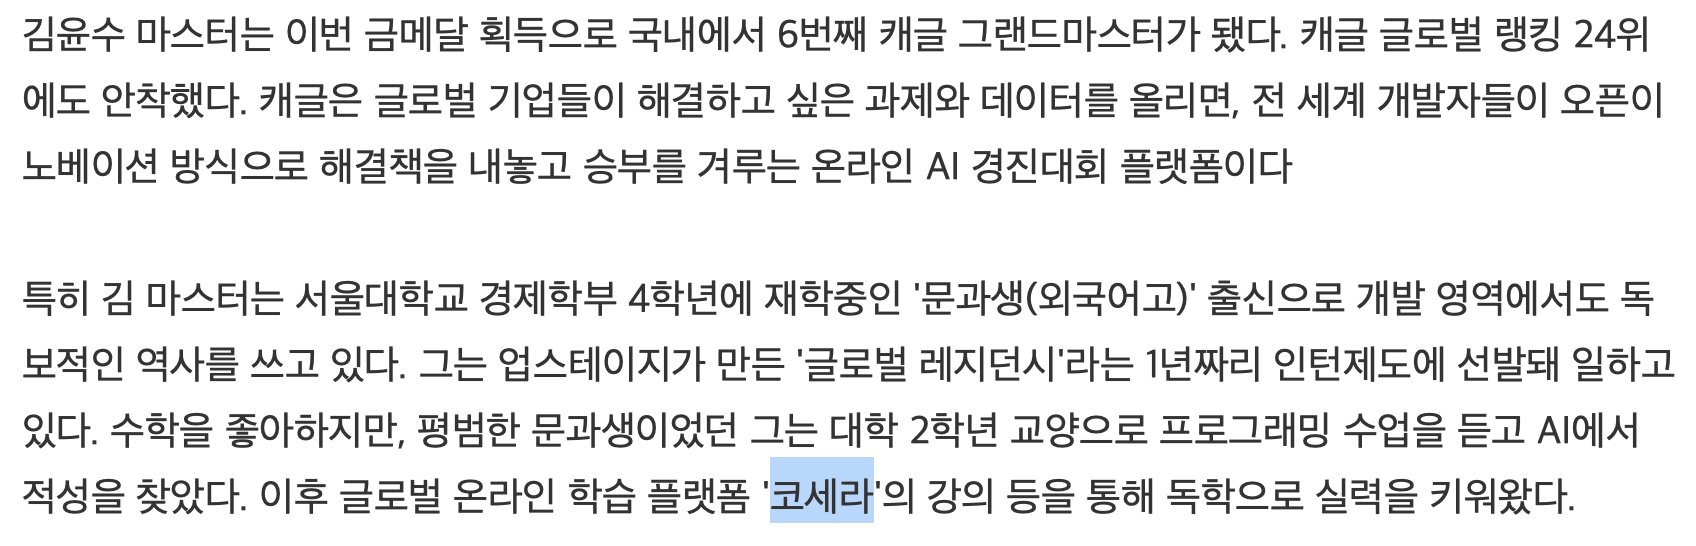 김윤수 마스터는 이번 금메달 획득으로 국내에서 6번째 캐글 그랜드마스터가 됐다. 캐글 글로벌 랭킹 24위
에도 안착했다. 캐글은 글로벌 기업들이 해결하고 싶은 과제와 데이터를 올리면, 전 세계 개발자들이 오픈이
노베이션 방식으로 해결책을 내놓고 승부를 겨루는 온라인 AI 경진대회 플랫폼이다
특히 김 마스터는 서울대학교 경제학부 4학년에 재학중인 '문과생(외국어고)' 출신으로 개발 영역에서도 독
보적인 역사를 쓰고 있다. 그는 업스테이지가 만든 '글로벌 레지던시'라는 1년짜리 인턴제도에 선발돼 일하고
있다. 수학을 좋아하지만, 평범한 문과생이었던 그는 대학 2학년 교양으로 프로그래밍 수업을 듣고 AI에서
적성을 찾았다. 이후 글로벌 온라인 학습 플랫폼 '코세라'의 강의 등을 통해 독학으로 실력을 키워왔다.